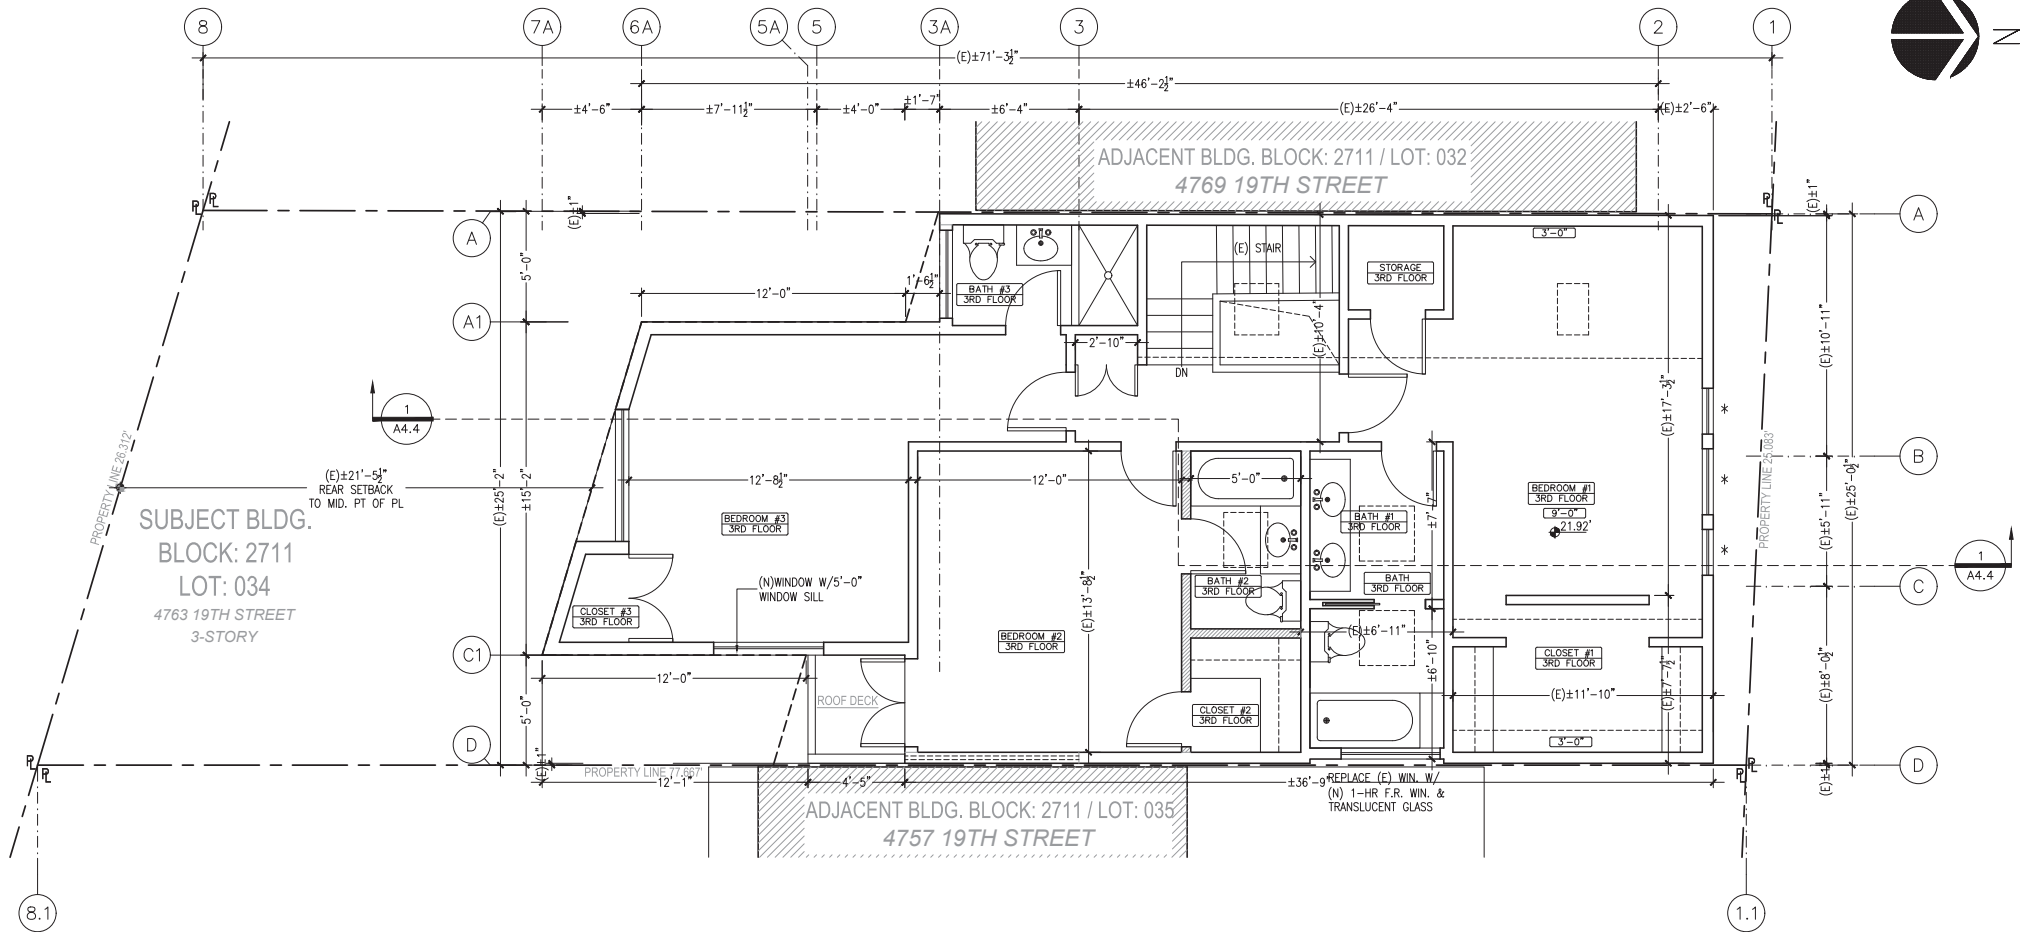 8
7A
6A
5A
5
3A
3
2
1
N
(E)±71'-3½"
±46'-2½"
±4'-6"
±7'-11½"
±4'-0"
±1'-7"
±6'-4"
(E)±26'-4"
(E)±2'-6"
ADJACENT BLDG. BLOCK: 2711 / LOT: 032
4769 19TH STREET
(E)±1"
(E)±1"
A
A
5'-0"
12'-0"
1'-6½"
BATH #3
3RD FLOOR
(E) STAIR
STORAGE
3RD FLOOR
3'-0"
A1
2'-10"
DN
(E)±10'-4"
(E)±17'-3½"
(E)±10'-11"
1
A4.4
PROPERTY LINE 26.312'
(E)±21'-5½"
REAR SETBACK
TO MID. PT OF PL
(E)±25'-2"
±15'-2"
12'-8½"
12'-0"
5'-0"
B
SUBJECT BLDG.
BLOCK: 2711
LOT: 034
4763 19TH STREET
3-STORY
BEDROOM #3
3RD FLOOR
BATH #1
3RD FLOOR
±7'-7"
BEDROOM #1
3RD FLOOR
9'-0"
21.92'
PROPERTY LINE 25.083'
(E)±5'-11"
(E)±25'-0½"
1
A4.4
(N)WINDOW W/5'-0"
WINDOW SILL
CLOSET #3
3RD FLOOR
BATH #2
3RD FLOOR
BATH
3RD FLOOR
C
BEDROOM #2
3RD FLOOR
(E)±13'-8½"
(E)±6'-11"
±6'-10"
CLOSET #1
3RD FLOOR
(E)±11'-10"
(E)±7'-7½"
(E)±8'-0½"
C1
12'-0"
ROOF DECK
CLOSET #2
3RD FLOOR
3'-0"
5'-0"
D
D
(E)±1"
(E)±1"
PROPERTY LINE 77.667'
12'-1"
4'-5"
±36'-9"
REPLACE (E) WIN. W/
(N) 1-HR F.R. WIN. &
TRANSLUCENT GLASS
ADJACENT BLDG. BLOCK: 2711 / LOT: 035
4757 19TH STREET
8.1
1.1